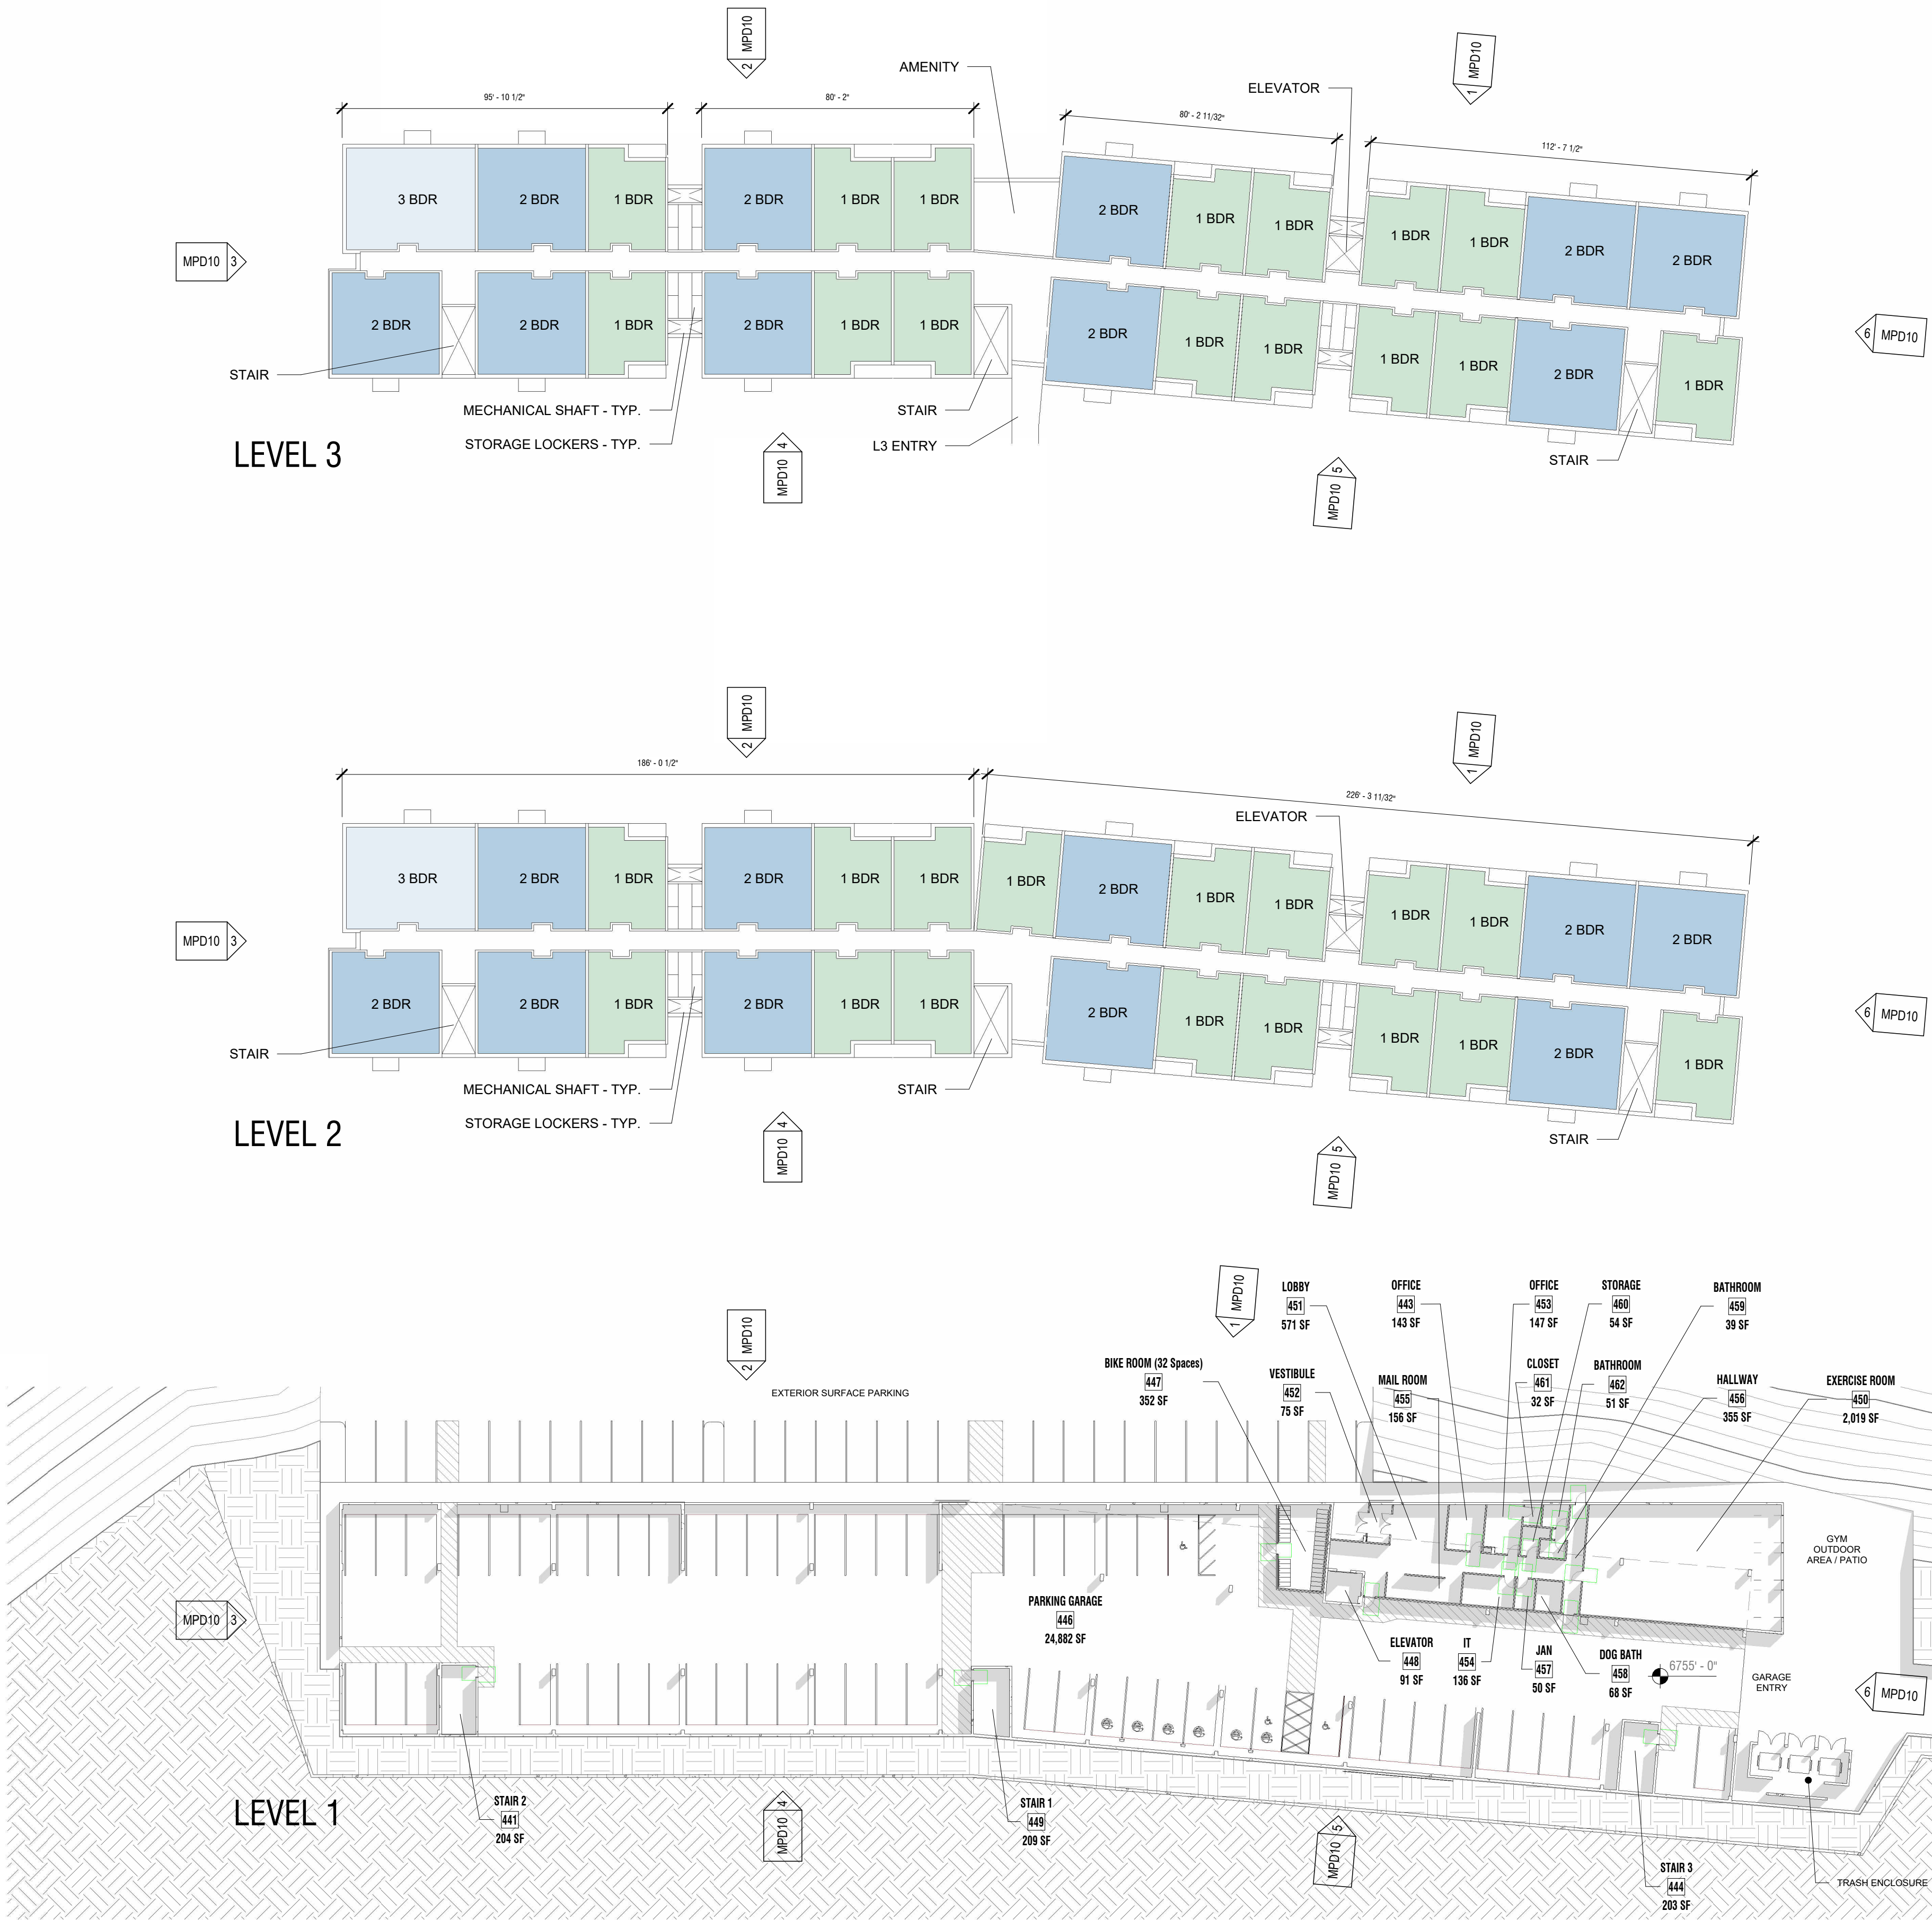 MPD10
2
MPD10
1
AMENITY
ELEVATOR
95' - 10 1/2"
80' - 2"
80' - 2 11/32"
112' - 7 1/2"
3 BDR
2 BDR
1 BDR
2 BDR
1 BDR
1 BDR
2 BDR
1 BDR
1 BDR
1 BDR
1 BDR
2 BDR
2 BDR
MPD10 3
2 BDR
2 BDR
1 BDR
2 BDR
1 BDR
1 BDR
2 BDR
1 BDR
1 BDR
1 BDR
1 BDR
2 BDR
1 BDR
6 MPD10
STAIR
MECHANICAL SHAFT - TYP.
STAIR
STORAGE LOCKERS - TYP.
L3 ENTRY
STAIR
LEVEL 3
4
MPD10
5
MPD10
MPD10
2
MPD10
1
186' - 0 1/2"
226' - 3 11/32"
ELEVATOR
3 BDR
2 BDR
1 BDR
2 BDR
1 BDR
1 BDR
1 BDR
2 BDR
1 BDR
1 BDR
1 BDR
1 BDR
2 BDR
2 BDR
MPD10 3
2 BDR
2 BDR
1 BDR
2 BDR
1 BDR
1 BDR
2 BDR
1 BDR
1 BDR
1 BDR
1 BDR
2 BDR
1 BDR
6 MPD10
STAIR
MECHANICAL SHAFT - TYP.
STAIR
STORAGE LOCKERS - TYP.
STAIR
LEVEL 2
4
MPD10
5
MPD10
MPD10
2
MPD10
1
LOBBY
451
571 SF
OFFICE
443
143 SF
OFFICE
453
147 SF
STORAGE
460
54 SF
BATHROOM
459
39 SF
BIKE ROOM (32 Spaces)
447
352 SF
VESTIBULE
452
75 SF
MAIL ROOM
455
156 SF
CLOSET
461
32 SF
BATHROOM
462
51 SF
HALLWAY
456
355 SF
EXERCISE ROOM
450
2,019 SF
EXTERIOR SURFACE PARKING
GYM
OUTDOOR
AREA / PATIO
MPD10 3
PARKING GARAGE
446
24,882 SF
ELEVATOR
448
91 SF
IT
454
136 SF
JAN
457
50 SF
DOG BATH
458
68 SF
6755' - 0"
GARAGE
ENTRY
6 MPD10
LEVEL 1
STAIR 2
441
204 SF
4
MPD10
STAIR 1
449
209 SF
5
MPD10
STAIR 3
444
203 SF
TRASH ENCLOSURE